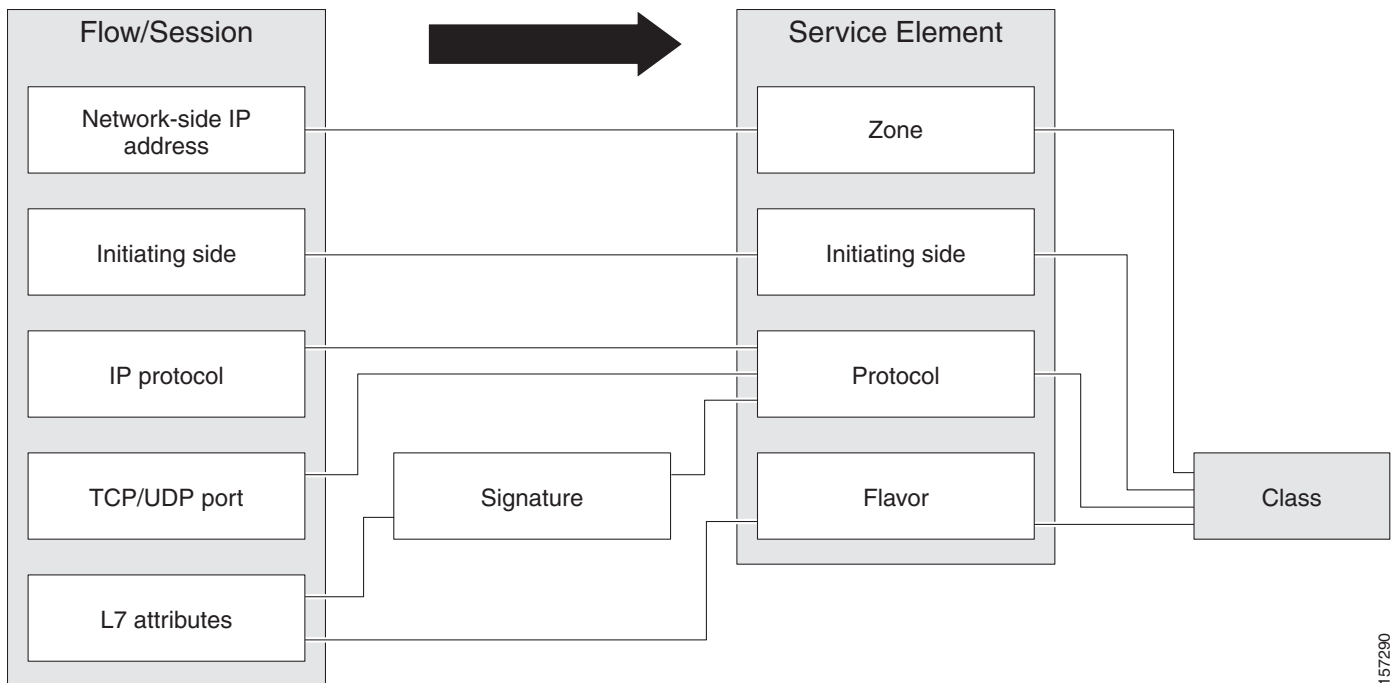 Flow/Session
Service Element
Network-side IP
address
Zone
Initiating side
Initiating side
IP protocol
Protocol
TCP/UDP port
Signature
Flavor
Class
L7 attributes
157290